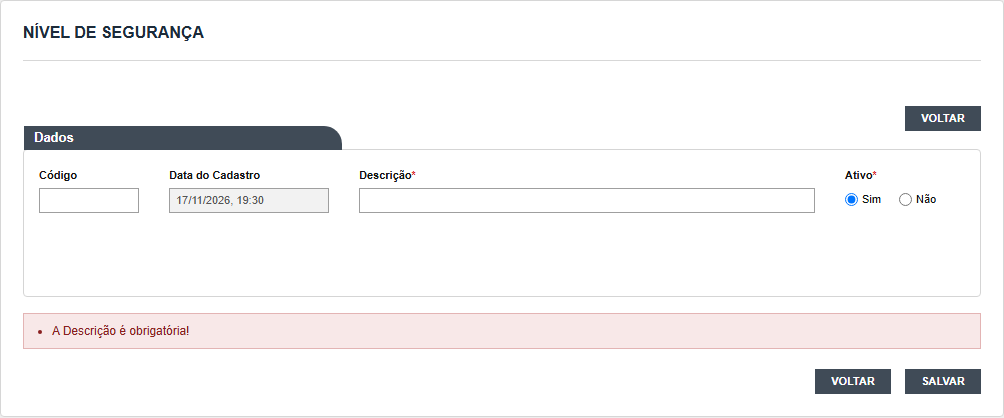 NÍVEL DE SEGURANÇA
VOLTAR
Dados
Código Data do Cadastro Descrição* Ativo*
17/11/2026, 19:30 Sim Não
A Descrição é obrigatória!
VOLTAR SALVAR